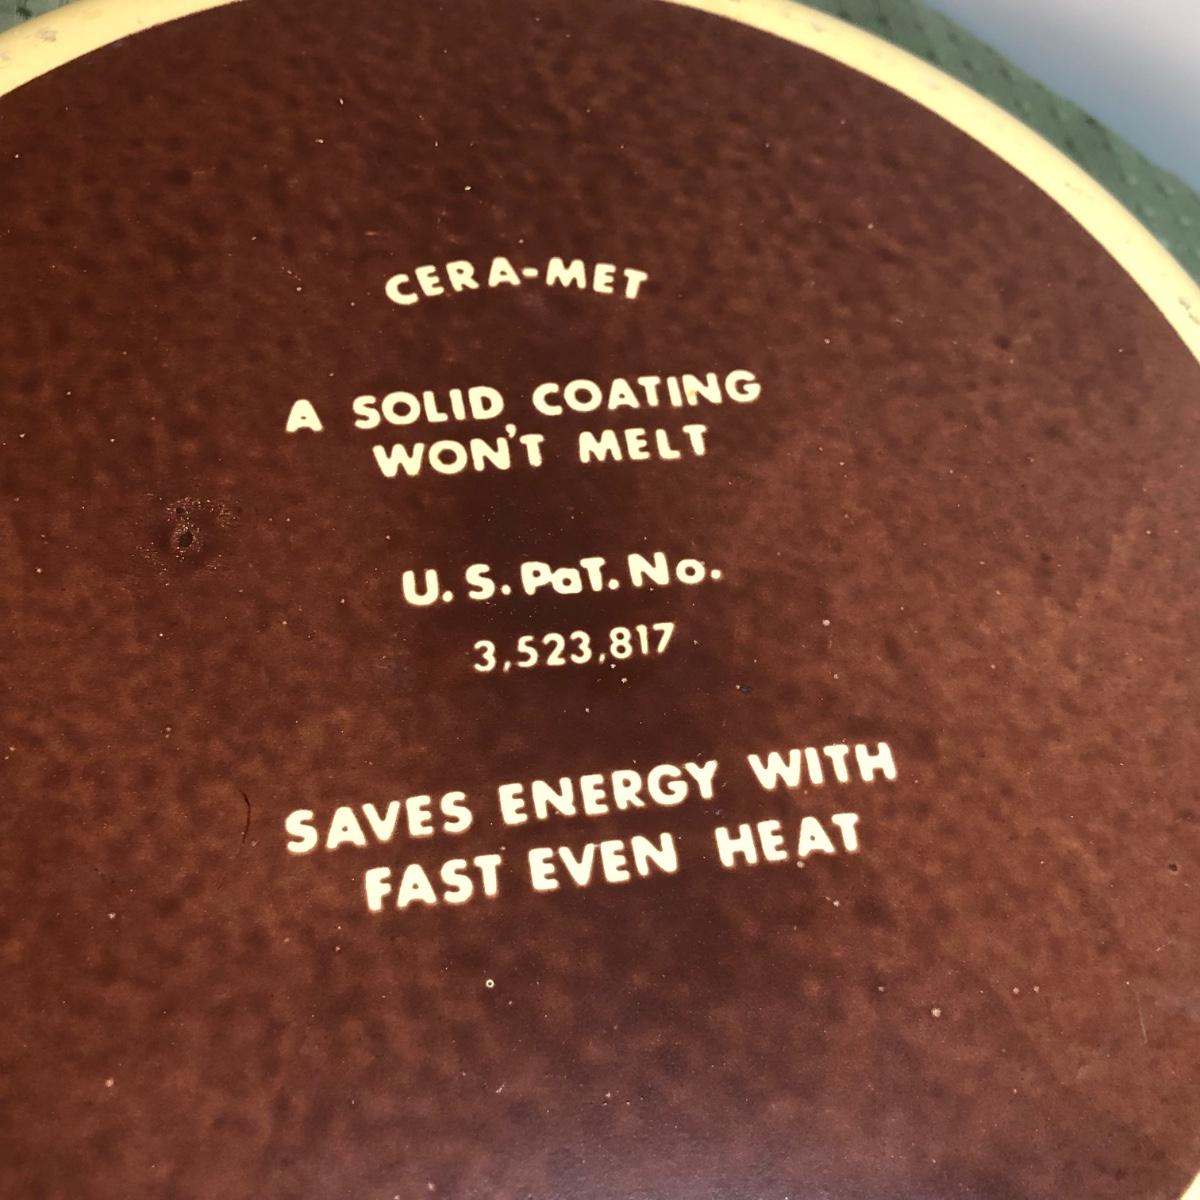 CERA-MET
A SOLID COATING
WON'T MELT
U.S.PaT.No.
3,523,817
SAVES ENERGY WITH
FAST EVEN HEAT